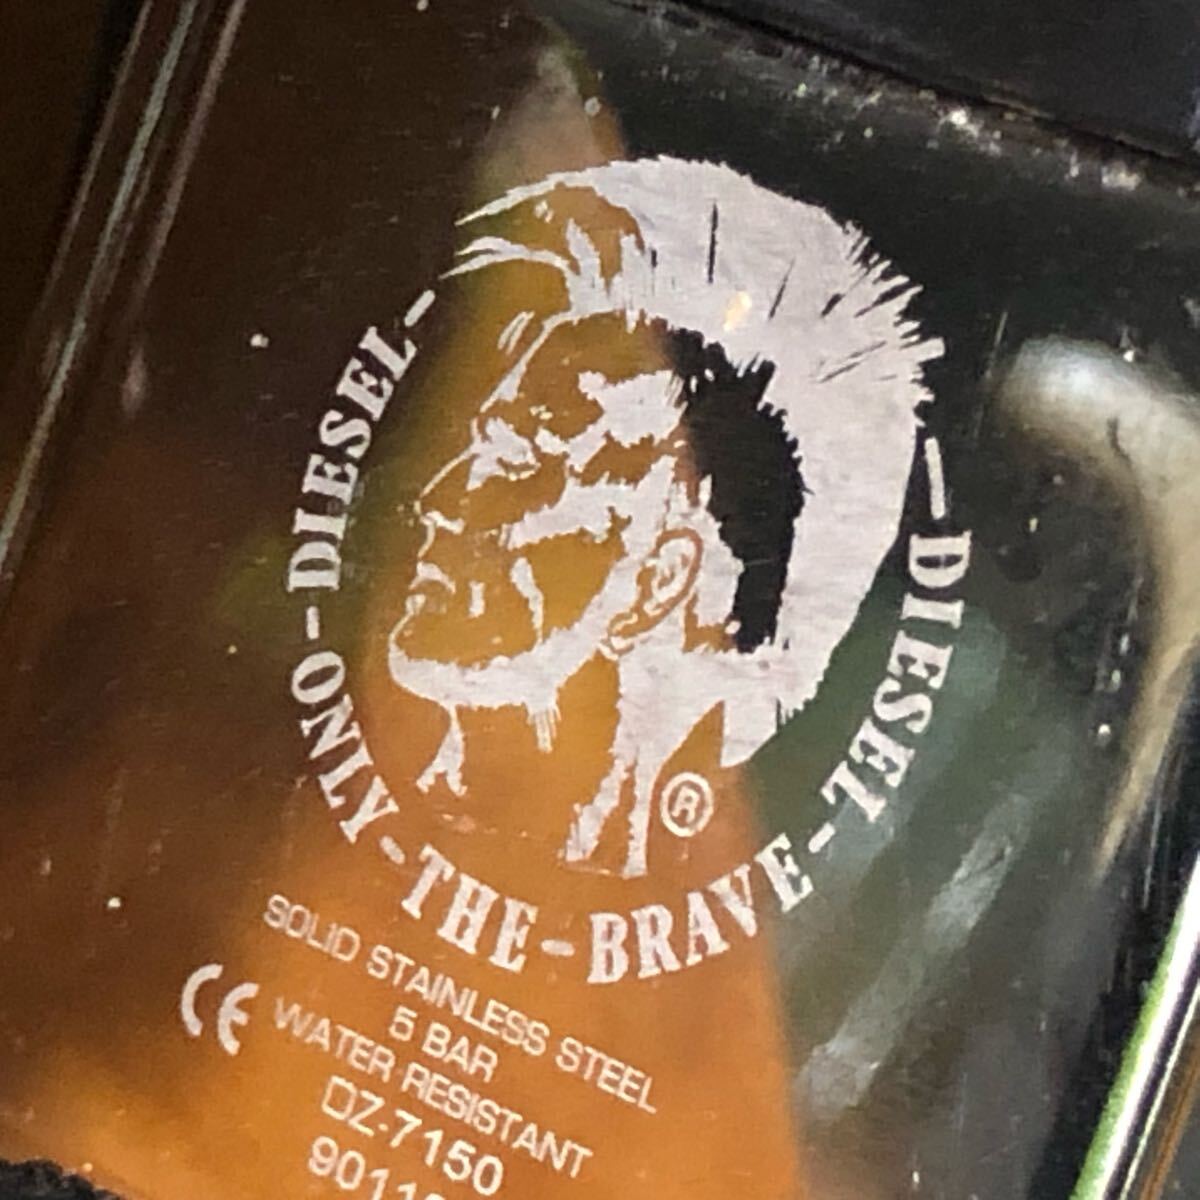 -DIESEL-ONLY-THE-BRAVE-DIESEL-
®
SOLID STAINLESS STEEL
5 BAR
CE WATER RESISTANT
DZ-7150